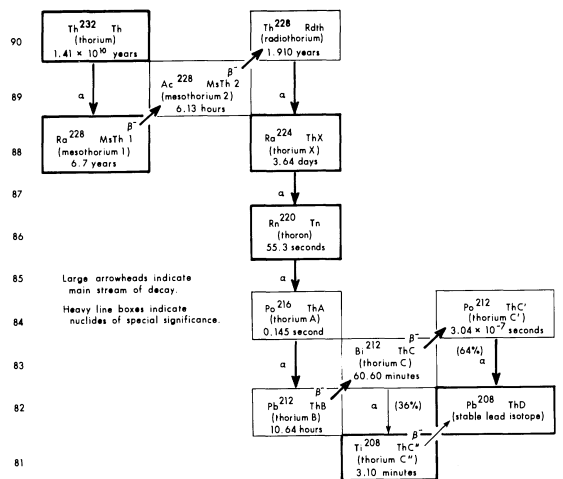 90
Th232 Th
(thorium)
1.41 × 10^10 years
Th228 Rdth
(radiothorium)
1.910 years
β-
89
α
Ac228 MsTh 2
(mesothorium 2)
6.13 hours
α
β-
88
Ra228 MsTh 1
(mesothorium 1)
6.7 years
Ra224 ThX
(thorium X)
3.64 days
87
α
86
Rn220 Tn
(thoron)
55.3 seconds
85
α
Large arrowheads indicate
main stream of decay.
Heavy line boxes indicate
nuclides of special significance.
84
Po216 ThA
(thorium A)
0.145 second
Po212 ThC'
(thorium C')
3.04 × 10^-7 seconds
β-
83
α
Bi212 ThC
(thorium C)
60.60 minutes
(64%)
α
β-
82
Pb212 ThB
(thorium B)
10.64 hours
α (36%)
Pb208 ThD
(stable lead isotope)
β-
81
Ti208 ThC"
(thorium C")
3.10 minutes